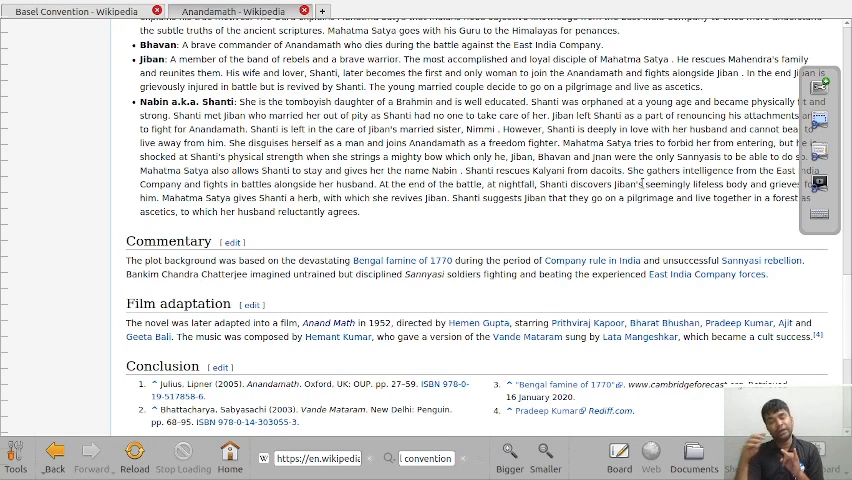 Basel Convention - Wikipedia
Anandamath - Wikipedia
the subtle truths of the ancient scriptures. Mahatma Satya goes with his Guru to the Himalayas for penances.
Bhavan: A brave commander of Anandamath who dies during the battle against the East India Company.
Jiban: A member of the band of rebels and a brave warrior. The most accomplished and loyal disciple of Mahatma Satya . He rescues Mahendra's family
and reunites them. His wife and lover, Shanti, later becomes the first and only woman to join the Anandamath and fights alongside Jiban . In the end Jiban is
grievously injured in battle but is revived by Shanti. The young married couple decide to go on a pilgrimage and live as ascetics.
Nabin a.k.a. Shanti: She is the tomboyish daughter of a Brahmin and is well educated. Shanti was orphaned at a young age and became physically fit and
strong. Shanti met Jiban who married her out of pity as Shanti had no one to take care of her. Jiban left Shanti as a part of renouncing his attachments
to fight for Anandamath. Shanti is left in the care of Jiban's married sister, Nimmi . However, Shanti is deeply in love with her husband and cannot bear to
live away from him. She disguises herself as a man and joins Anandamath as a freedom fighter. Mahatma Satya tries to forbid her from entering, but he is
shocked at Shanti's physical strength when she strings a mighty bow which only he, Jiban, Bhavan and Jnan were the only Sannyasis to be able to do so.
Mahatma Satya also allows Shanti to stay and gives her the name Nabin . Shanti rescues Kalyani from dacoits. She gathers intelligence from the East India
Company and fights in battles alongside her husband. At the end of the battle, at nightfall, Shanti discovers Jiban's seemingly lifeless body and grieves for
him. Mahatma Satya gives Shanti a herb, with which she revives Jiban. Shanti suggests Jiban that they go on a pilgrimage and live together in a forest as
ascetics, to which her husband reluctantly agrees.
Commentary [ edit ]
The plot background was based on the devastating Bengal famine of 1770 during the period of Company rule in India and unsuccessful Sannyasi rebellion.
Bankim Chandra Chatterjee imagined untrained but disciplined Sannyasi soldiers fighting and beating the experienced East India Company forces.
Film adaptation [ edit ]
The novel was later adapted into a film, Anand Math in 1952, directed by Hemen Gupta, starring Prithviraj Kapoor, Bharat Bhushan, Pradeep Kumar, Ajit and
Geeta Bali. The music was composed by Hemant Kumar, who gave a version of the Vande Mataram sung by Lata Mangeshkar, which became a cult success.[4]
Conclusion [ edit ]
1. ^ Julius, Lipner (2005). Anandamath. Oxford, UK: OUP. pp. 27–59. ISBN 978-0-
19-517858-6.
2. ^ Bhattacharya, Sabyasachi (2003). Vande Mataram. New Delhi: Penguin.
pp. 68–95. ISBN 978-0-14-303055-3.
3. ^ "Bengal famine of 1770". www.cambridgeforecast.org. Retrieved
16 January 2020.
4. ^ Pradeep Kumar Rediff.com.
Tools
Back
Forward
Reload
Stop Loading
Home
W
https://en.wikipedia
l convention
Bigger
Smaller
Board
Web
Documents